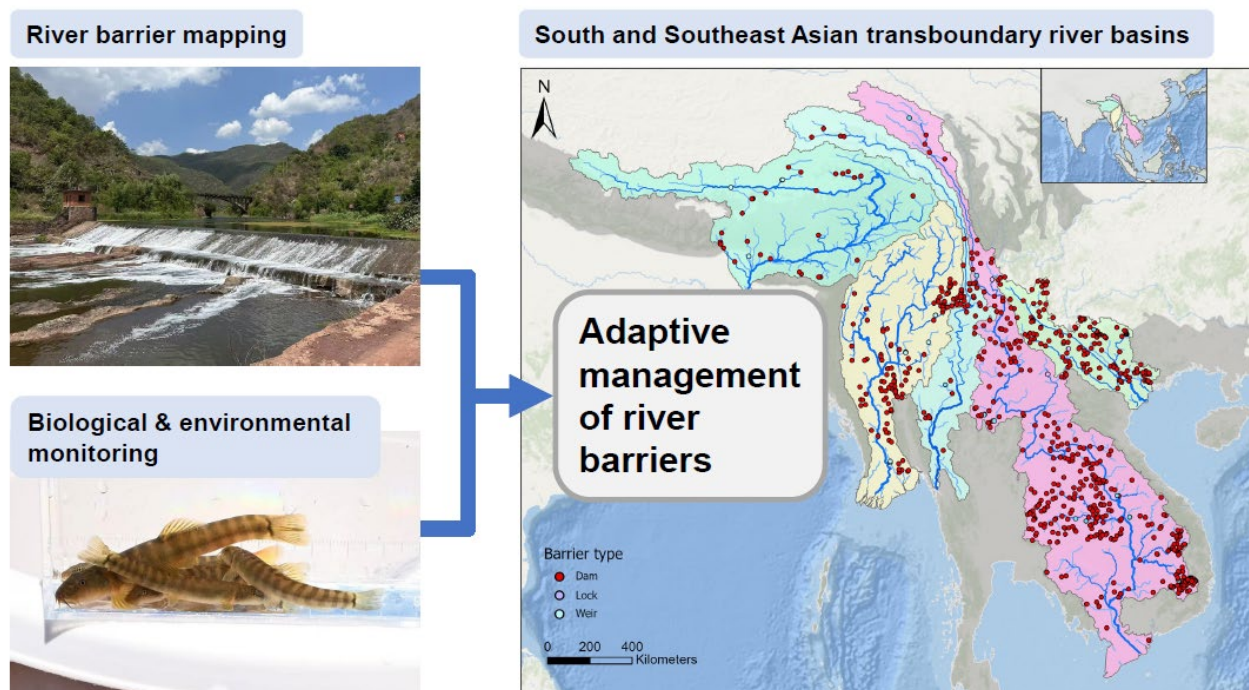 River barrier mapping
South and Southeast Asian transboundary river basins
N
Biological & environmental
monitoring
Adaptive
management
of river
barriers
Barrier type
Dam
Lock
Weir
0 200 400
Kilometers